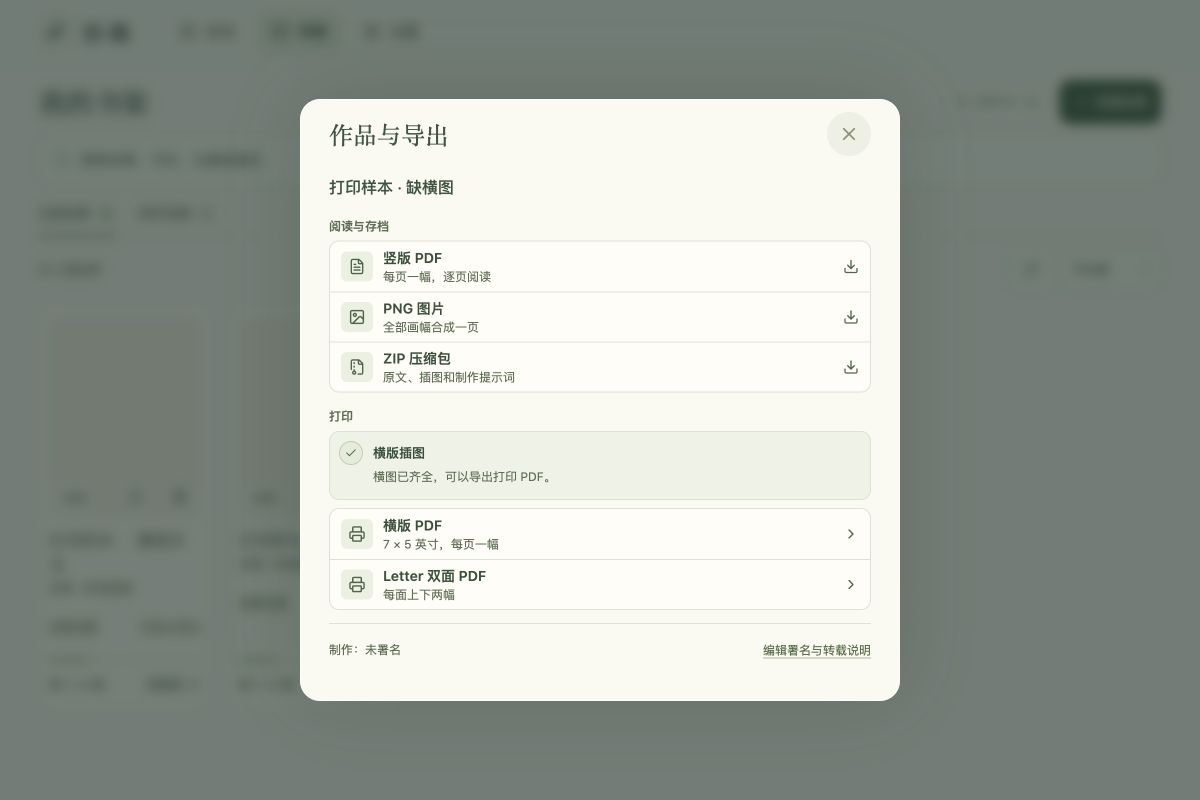 作品与导出
打印样本 · 缺横图
阅读与存档
竖版 PDF
每页一幅，逐页阅读
PNG 图片
全部画幅合成一页
ZIP 压缩包
原文、插图和制作提示词
打印
横版插图
横图已齐全，可以导出打印 PDF。
横版 PDF
7 × 5 英寸，每页一幅
Letter 双面 PDF
每面上下两幅
制作：未署名
编辑署名与转载说明